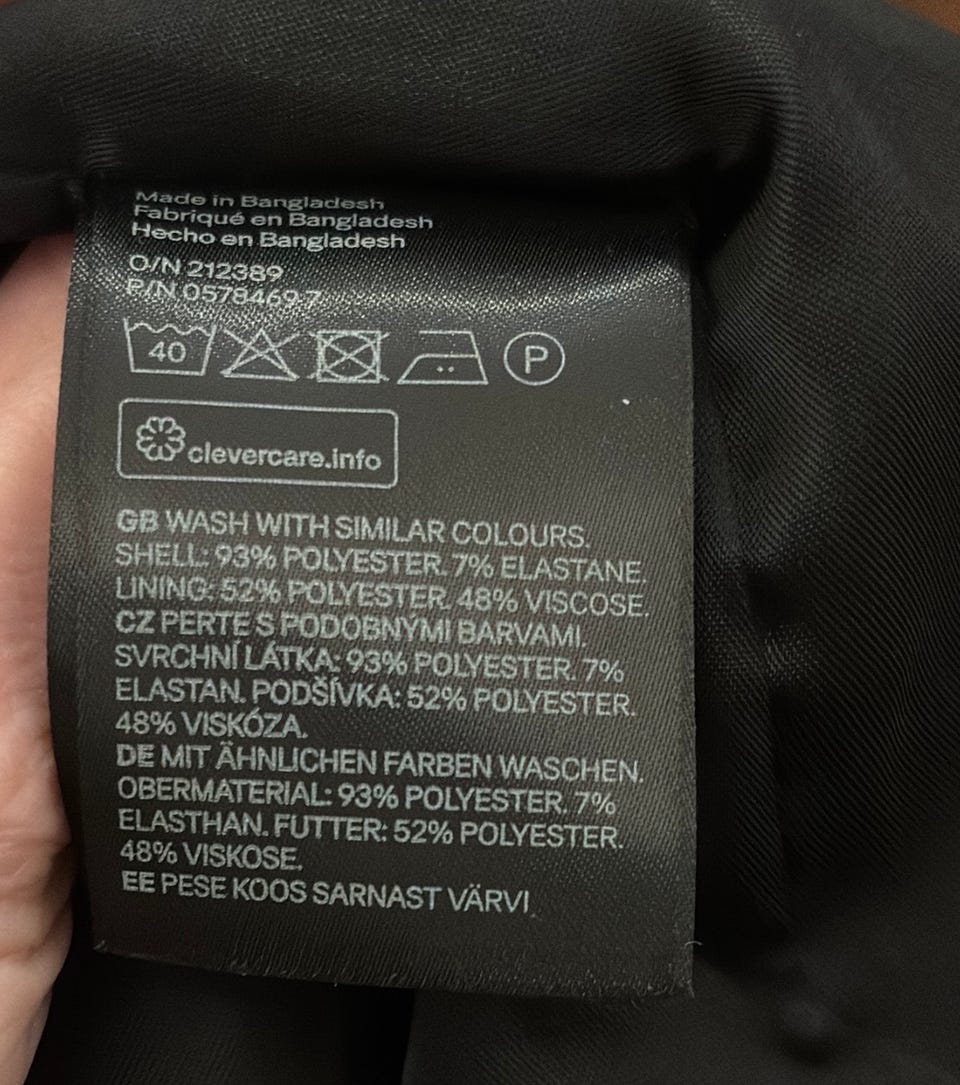 Made in Bangladesh
Fabriqué en Bangladesh
Hecho en Bangladesh
O/N 212389
P/N 0578469 7
40
P
clevercare.info
GB WASH WITH SIMILAR COLOURS.
SHELL: 93% POLYESTER. 7% ELASTANE.
LINING: 52% POLYESTER. 48% VISCOSE.
CZ PERTE S PODOBNÝMI BARVAMI.
SVRCHNÍ LÁTKA: 93% POLYESTER. 7%
ELASTAN. PODŠÍVKA: 52% POLYESTER.
48% VISKÓZA.
DE MIT ÄHNLICHEN FARBEN WASCHEN.
OBERMATERIAL: 93% POLYESTER. 7%
ELASTHAN. FUTTER: 52% POLYESTER.
48% VISKOSE.
EE PESE KOOS SARNAST VÄRVI